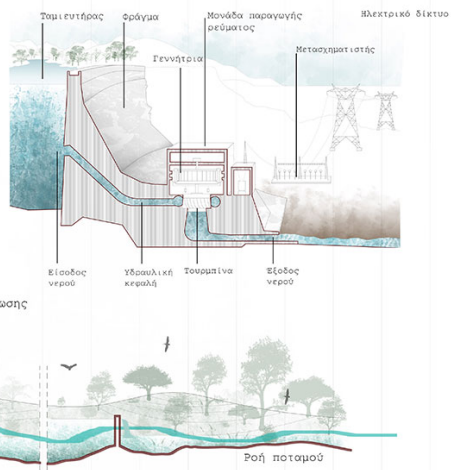 Ταμιευτήρας
Φράγμα
Μονάδα παραγωγής
ρεύματος
Ηλεκτρικό δίκτυο
Γεννήτρια
Μετασχηματιστής
Είσοδος
νερού
Υδραυλική
κεφαλή
Τουρμπίνα
Έξοδος
νερού
ωσης
Ροή ποταμού